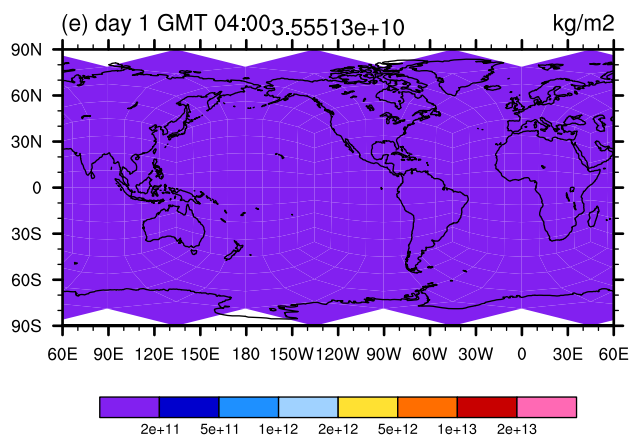 (e) day 1 GMT 04:00 3.55513e+10 kg/m2
90N
60N
30N
0
30S
60S
90S
60E 90E 120E 150E 180 150W 120W 90W 60W 30W 0 30E 60E
2e+11 5e+11 1e+12 2e+12 5e+12 1e+13 2e+13